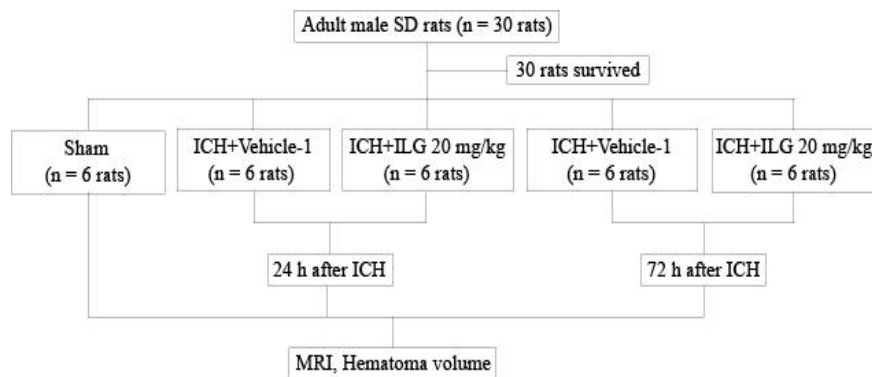 Adult male SD rats (n = 30 rats)
30 rats survived
Sham
(n = 6 rats)
ICH+Vehicle-1
(n = 6 rats)
ICH+ILG 20 mg/kg
(n = 6 rats)
ICH+Vehicle-1
(n = 6 rats)
ICH+ILG 20 mg/kg
(n = 6 rats)
24 h after ICH
72 h after ICH
MRI, Hematoma volume